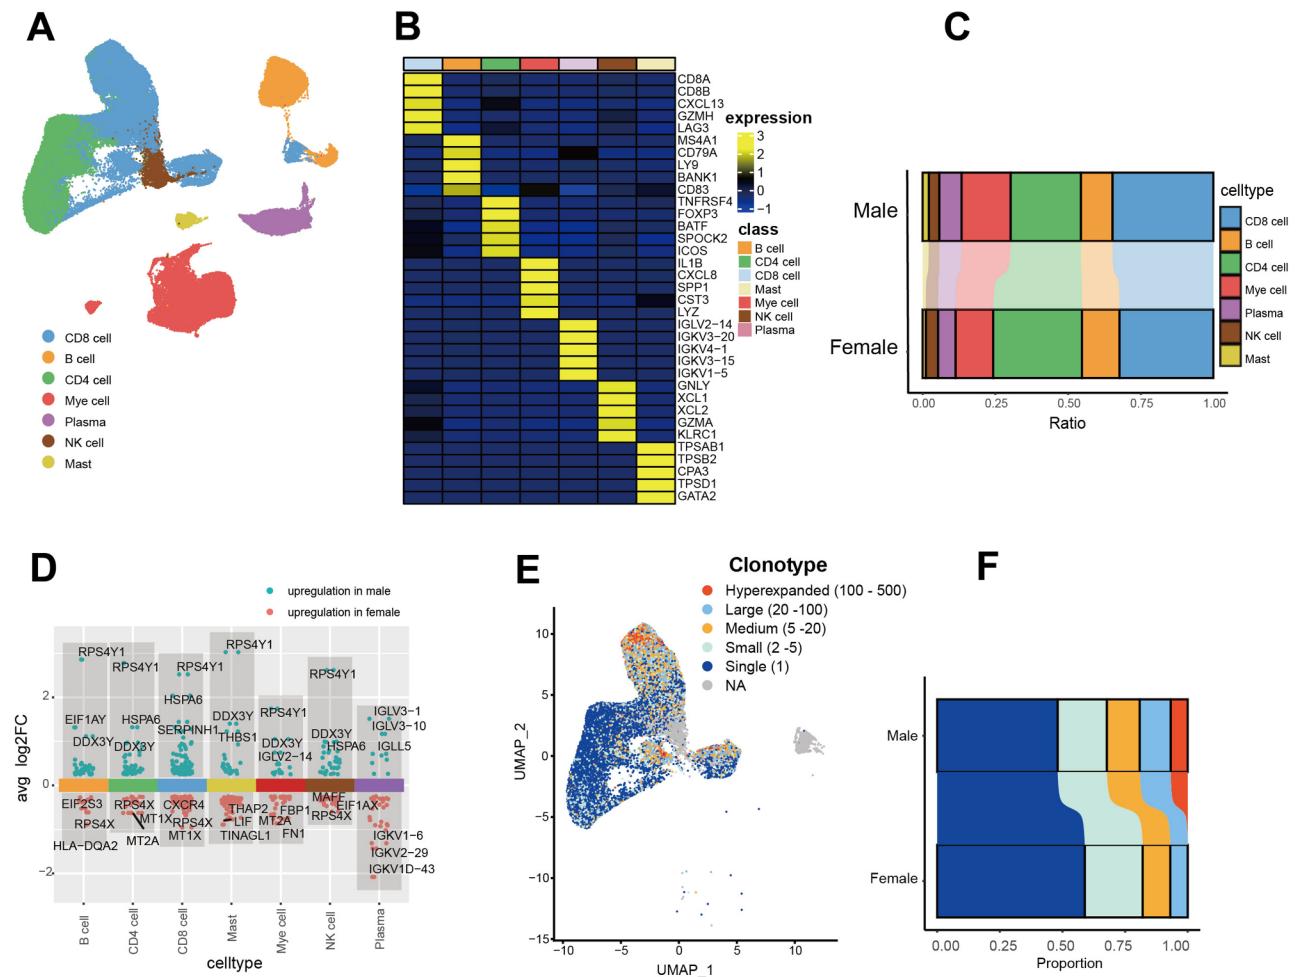 A
CD8 cell
B cell
CD4 cell
Mye cell
Plasma
NK cell
Mast
B
CD8A
CD8B
CXCL13
GZMH
LAG3
MS4A1
CD79A
LY9
BANK1
CD83
TNFRSF4
FOXP3
BATF
SPOCK2
ICOS
IL1B
CXCL8
SPP1
CST3
LYZ
IGLV2-14
IGKV3-20
IGKV4-1
IGKV3-15
IGKV1-5
GNLY
XCL1
XCL2
GZMA
KLRC1
TPSAB1
TPSB2
CPA3
TPSD1
GATA2
expression
3
2
1
0
-1
class
B cell
CD4 cell
CD8 cell
Mast
Mye cell
NK cell
Plasma
C
Male
Female
0.00 0.25 0.50 0.75 1.00
Ratio
celltype
CD8 cell
B cell
CD4 cell
Mye cell
Plasma
NK cell
Mast
D
upregulation in male
upregulation in female
avg log2FC
2
0
-2
RPS4Y1
EIF1AY
DDX3Y
EIF2S3
RPS4X
HLA-DQA2
RPS4Y1
HSPA6
DDX3Y
RPS4X
MT1X
MT2A
RPS4Y1
HSPA6
SERPINH1
CXCR4
RPS4X
MT1X
RPS4Y1
DDX3Y
THBS1
THAP2
LIF
TINAGL1
RPS4Y1
DDX3Y
IGLV2-14
FBP1
MT2A
FN1
RPS4Y1
DDX3Y
HSPA6
MAFF
EIF1AX
RPS4X
IGLV3-1
IGLV3-10
IGLL5
IGKV1-6
IGKV2-29
IGKV1D-43
B cell
CD4 cell
CD8 cell
Mast
Mye cell
NK cell
Plasma
celltype
E
Clonotype
Hyperexpanded (100 - 500)
Large (20 -100)
Medium (5 -20)
Small (2 -5)
Single (1)
NA
UMAP_2
10
5
0
-5
-10
-15
-10 -5 0 5 10
UMAP_1
F
Male
Female
0.00 0.25 0.50 0.75 1.00
Proportion